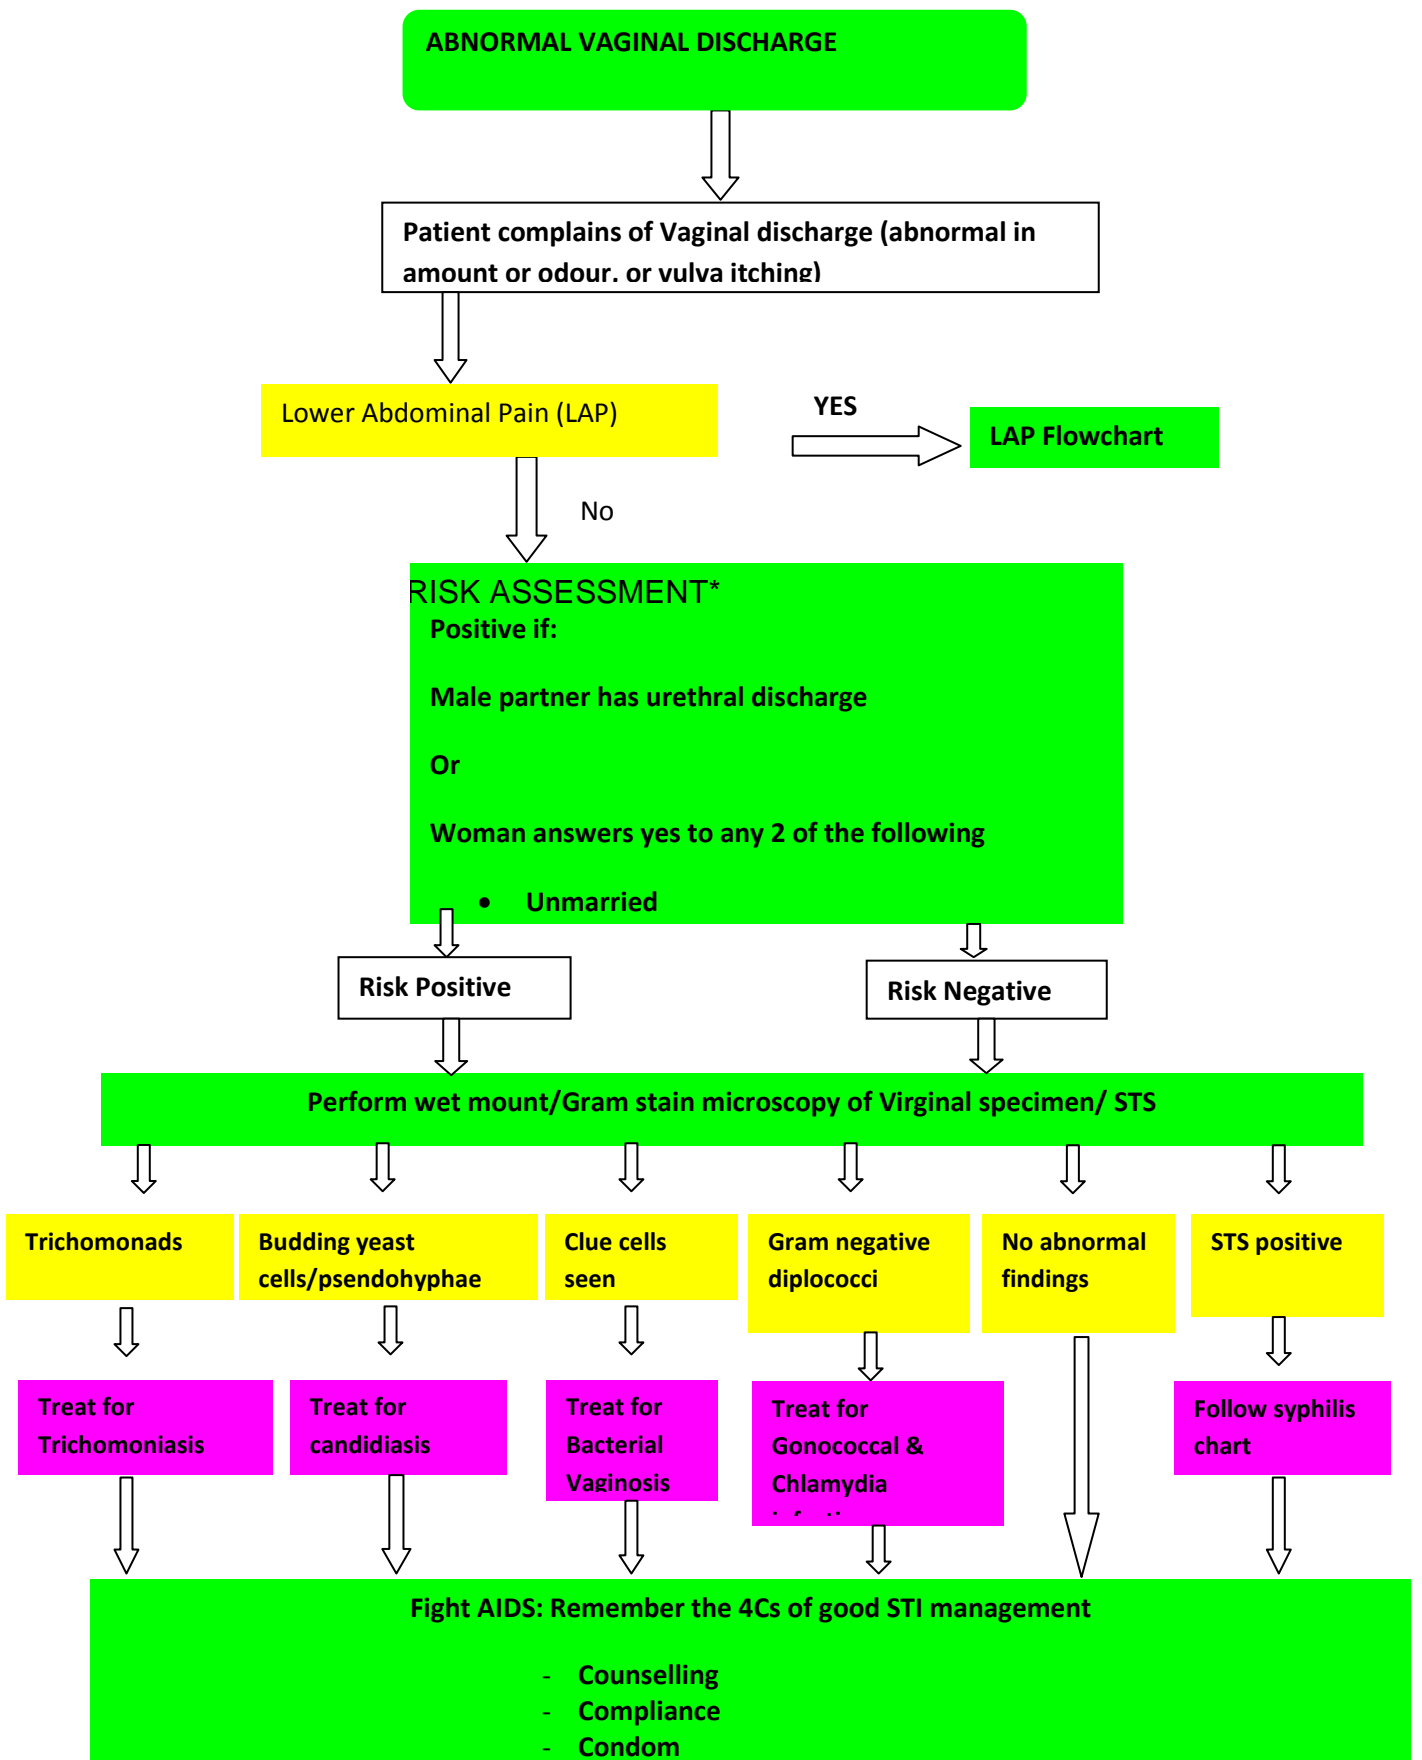 ABNORMAL VAGINAL DISCHARGE
Patient complains of Vaginal discharge (abnormal in
amount or odour, or vulva itching)
Lower Abdominal Pain (LAP)
YES
LAP Flowchart
No
RISK ASSESSMENT*
Positive if:
Male partner has urethral discharge
Or
Woman answers yes to any 2 of the following
• Unmarried
Risk Positive
Risk Negative
Perform wet mount/Gram stain microscopy of Virginal specimen/ STS
Trichomonads
Budding yeast
cells/psendohyphae
Clue cells
seen
Gram negative
diplococci
No abnormal
findings
STS positive
Treat for
Trichomoniasis
Treat for
candidiasis
Treat for
Bacterial
Vaginosis
Treat for
Gonococcal &
Chlamydia
Follow syphilis
chart
Fight AIDS: Remember the 4Cs of good STI management
- Counselling
- Compliance
- Condom